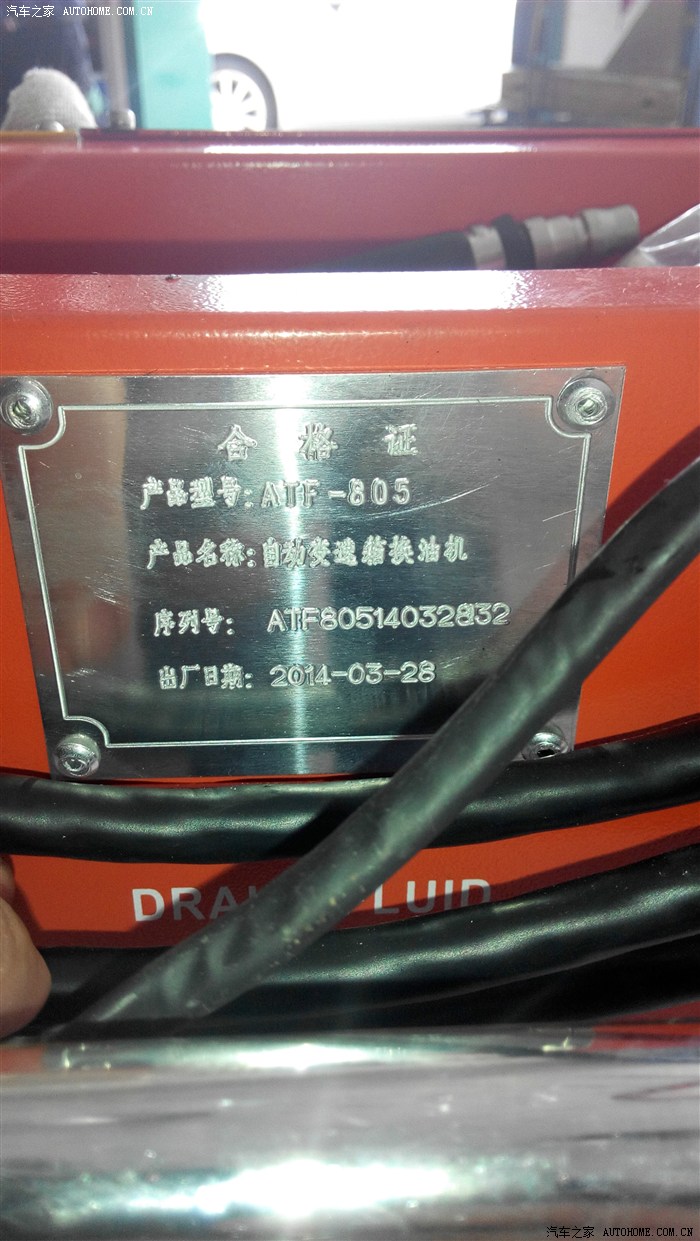 汽车之家 AUTOHOME.COM.CN
合格证
产品型号: ATF-805
产品名称: 自动变速箱换油机
序列号: ATF80514032832
出厂日期: 2014-03-28
DRAI FLUID
汽车之家 AUTOHOME.COM.CN